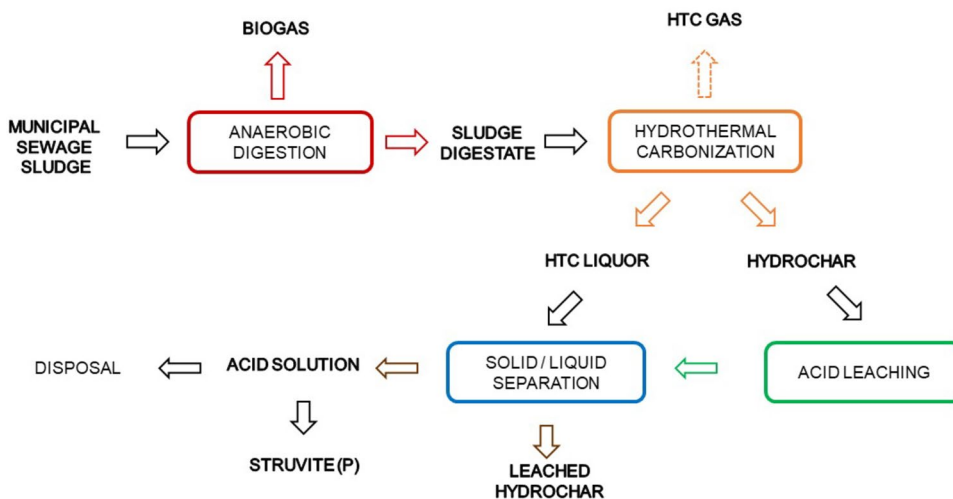 BIOGAS
HTC GAS
MUNICIPAL
SEWAGE
SLUDGE
ANAEROBIC
DIGESTION
SLUDGE
DIGESTATE
HYDROTHERMAL
CARBONIZATION
HTC LIQUOR
HYDROCHAR
DISPOSAL
ACID SOLUTION
SOLID / LIQUID
SEPARATION
ACID LEACHING
STRUVITE (P)
LEACHED
HYDROCHAR